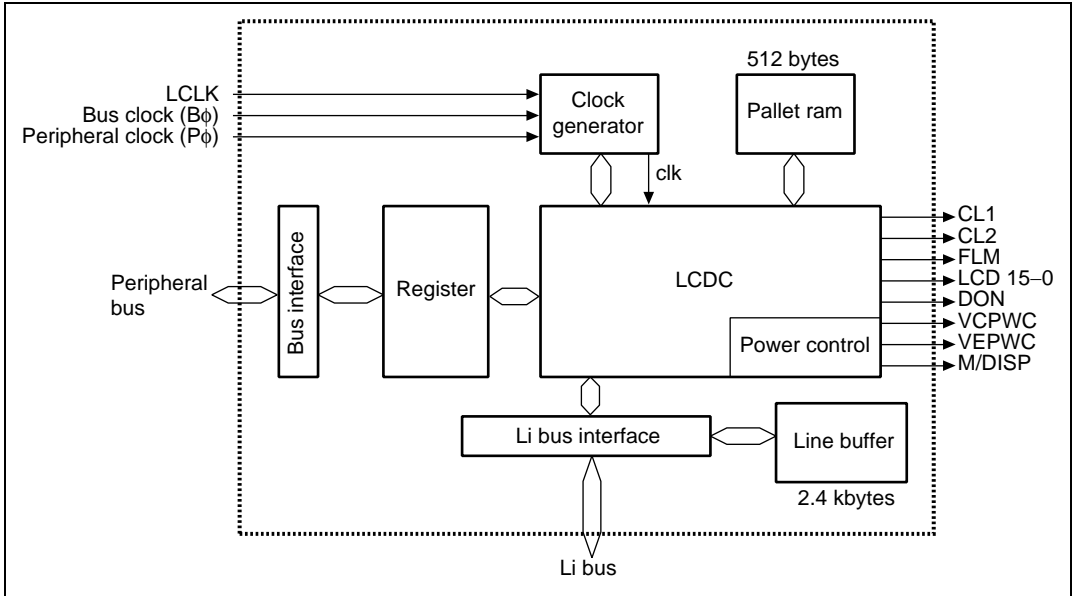 512 bytes
LCLK
Bus clock (Bϕ)
Peripheral clock (Pϕ)
Clock
generator
Pallet ram
clk
Peripheral
bus
Bus interface
Register
LCDC
Power control
CL1
CL2
FLM
LCD 15–0
DON
VCPWC
VEPWC
M/DISP
Li bus interface
Line buffer
2.4 kbytes
Li bus